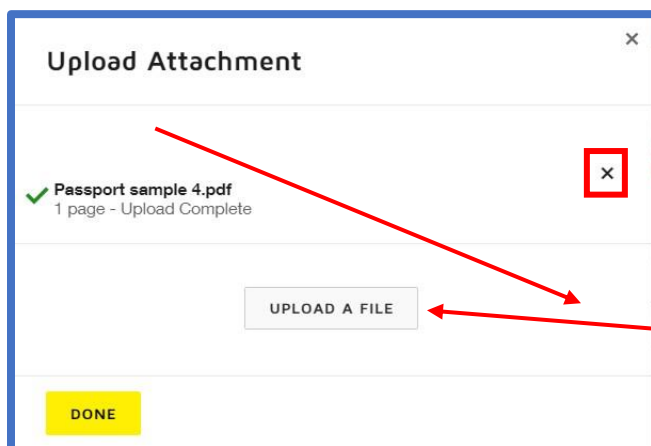 ×
Upload Attachment
×
Passport sample 4.pdf
1 page - Upload Complete
UPLOAD A FILE
DONE